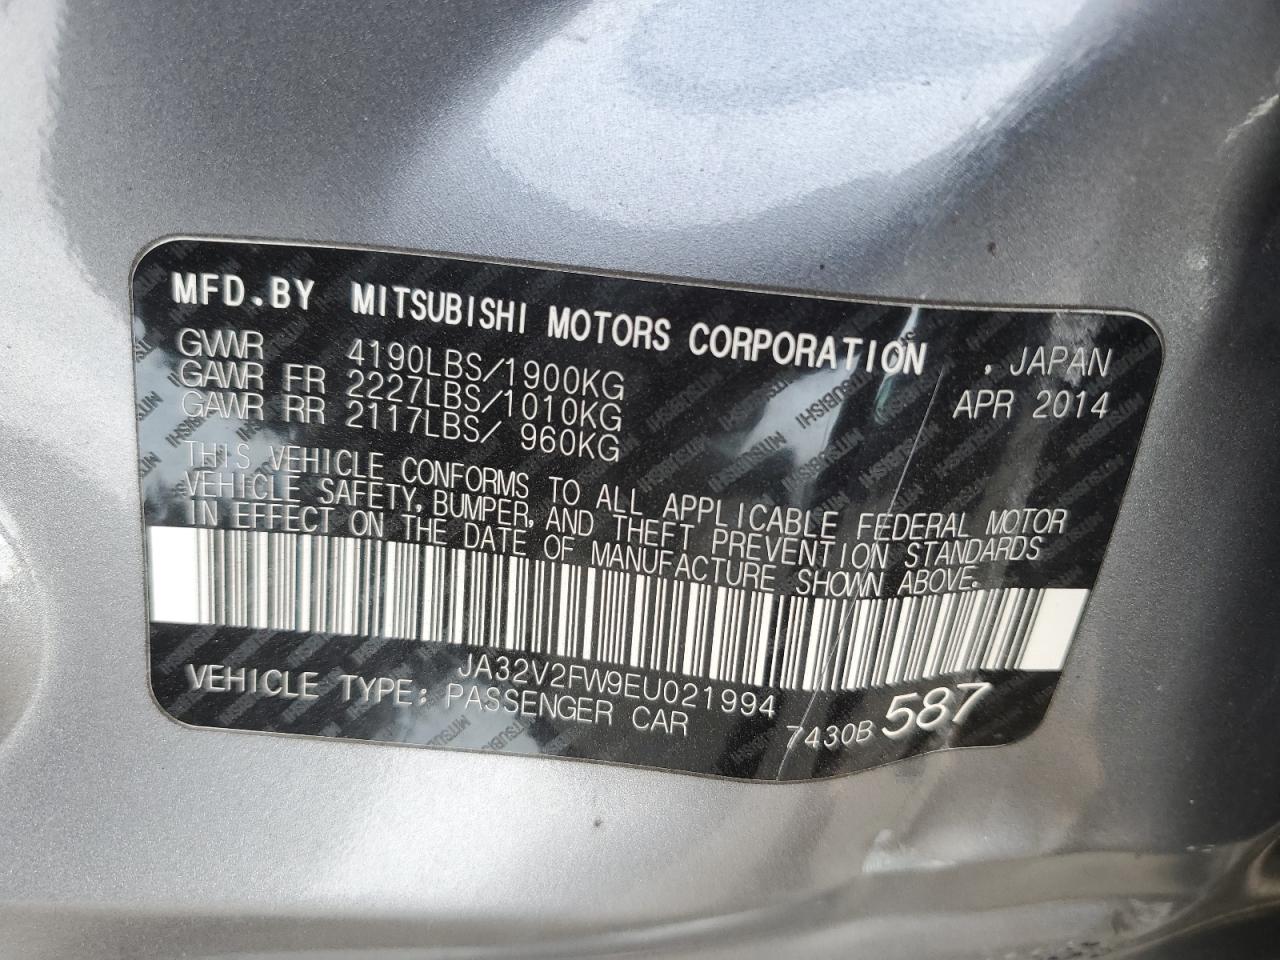 MFD.BY MITSUBISHI MOTORS CORPORATION . JAPAN
GVWR 4190LBS/1900KG APR 2014
GAWR FR 2227LBS/1010KG
GAWR RR 2117LBS/ 960KG
THIS VEHICLE CONFORMS TO ALL APPLICABLE FEDERAL MOTOR
VEHICLE SAFETY, BUMPER, AND THEFT PREVENTION STANDARDS
IN EFFECT ON THE DATE OF MANUFACTURE SHOWN ABOVE.
JA32V2FW9EU021994
VEHICLE TYPE: PASSENGER CAR 7430B 587